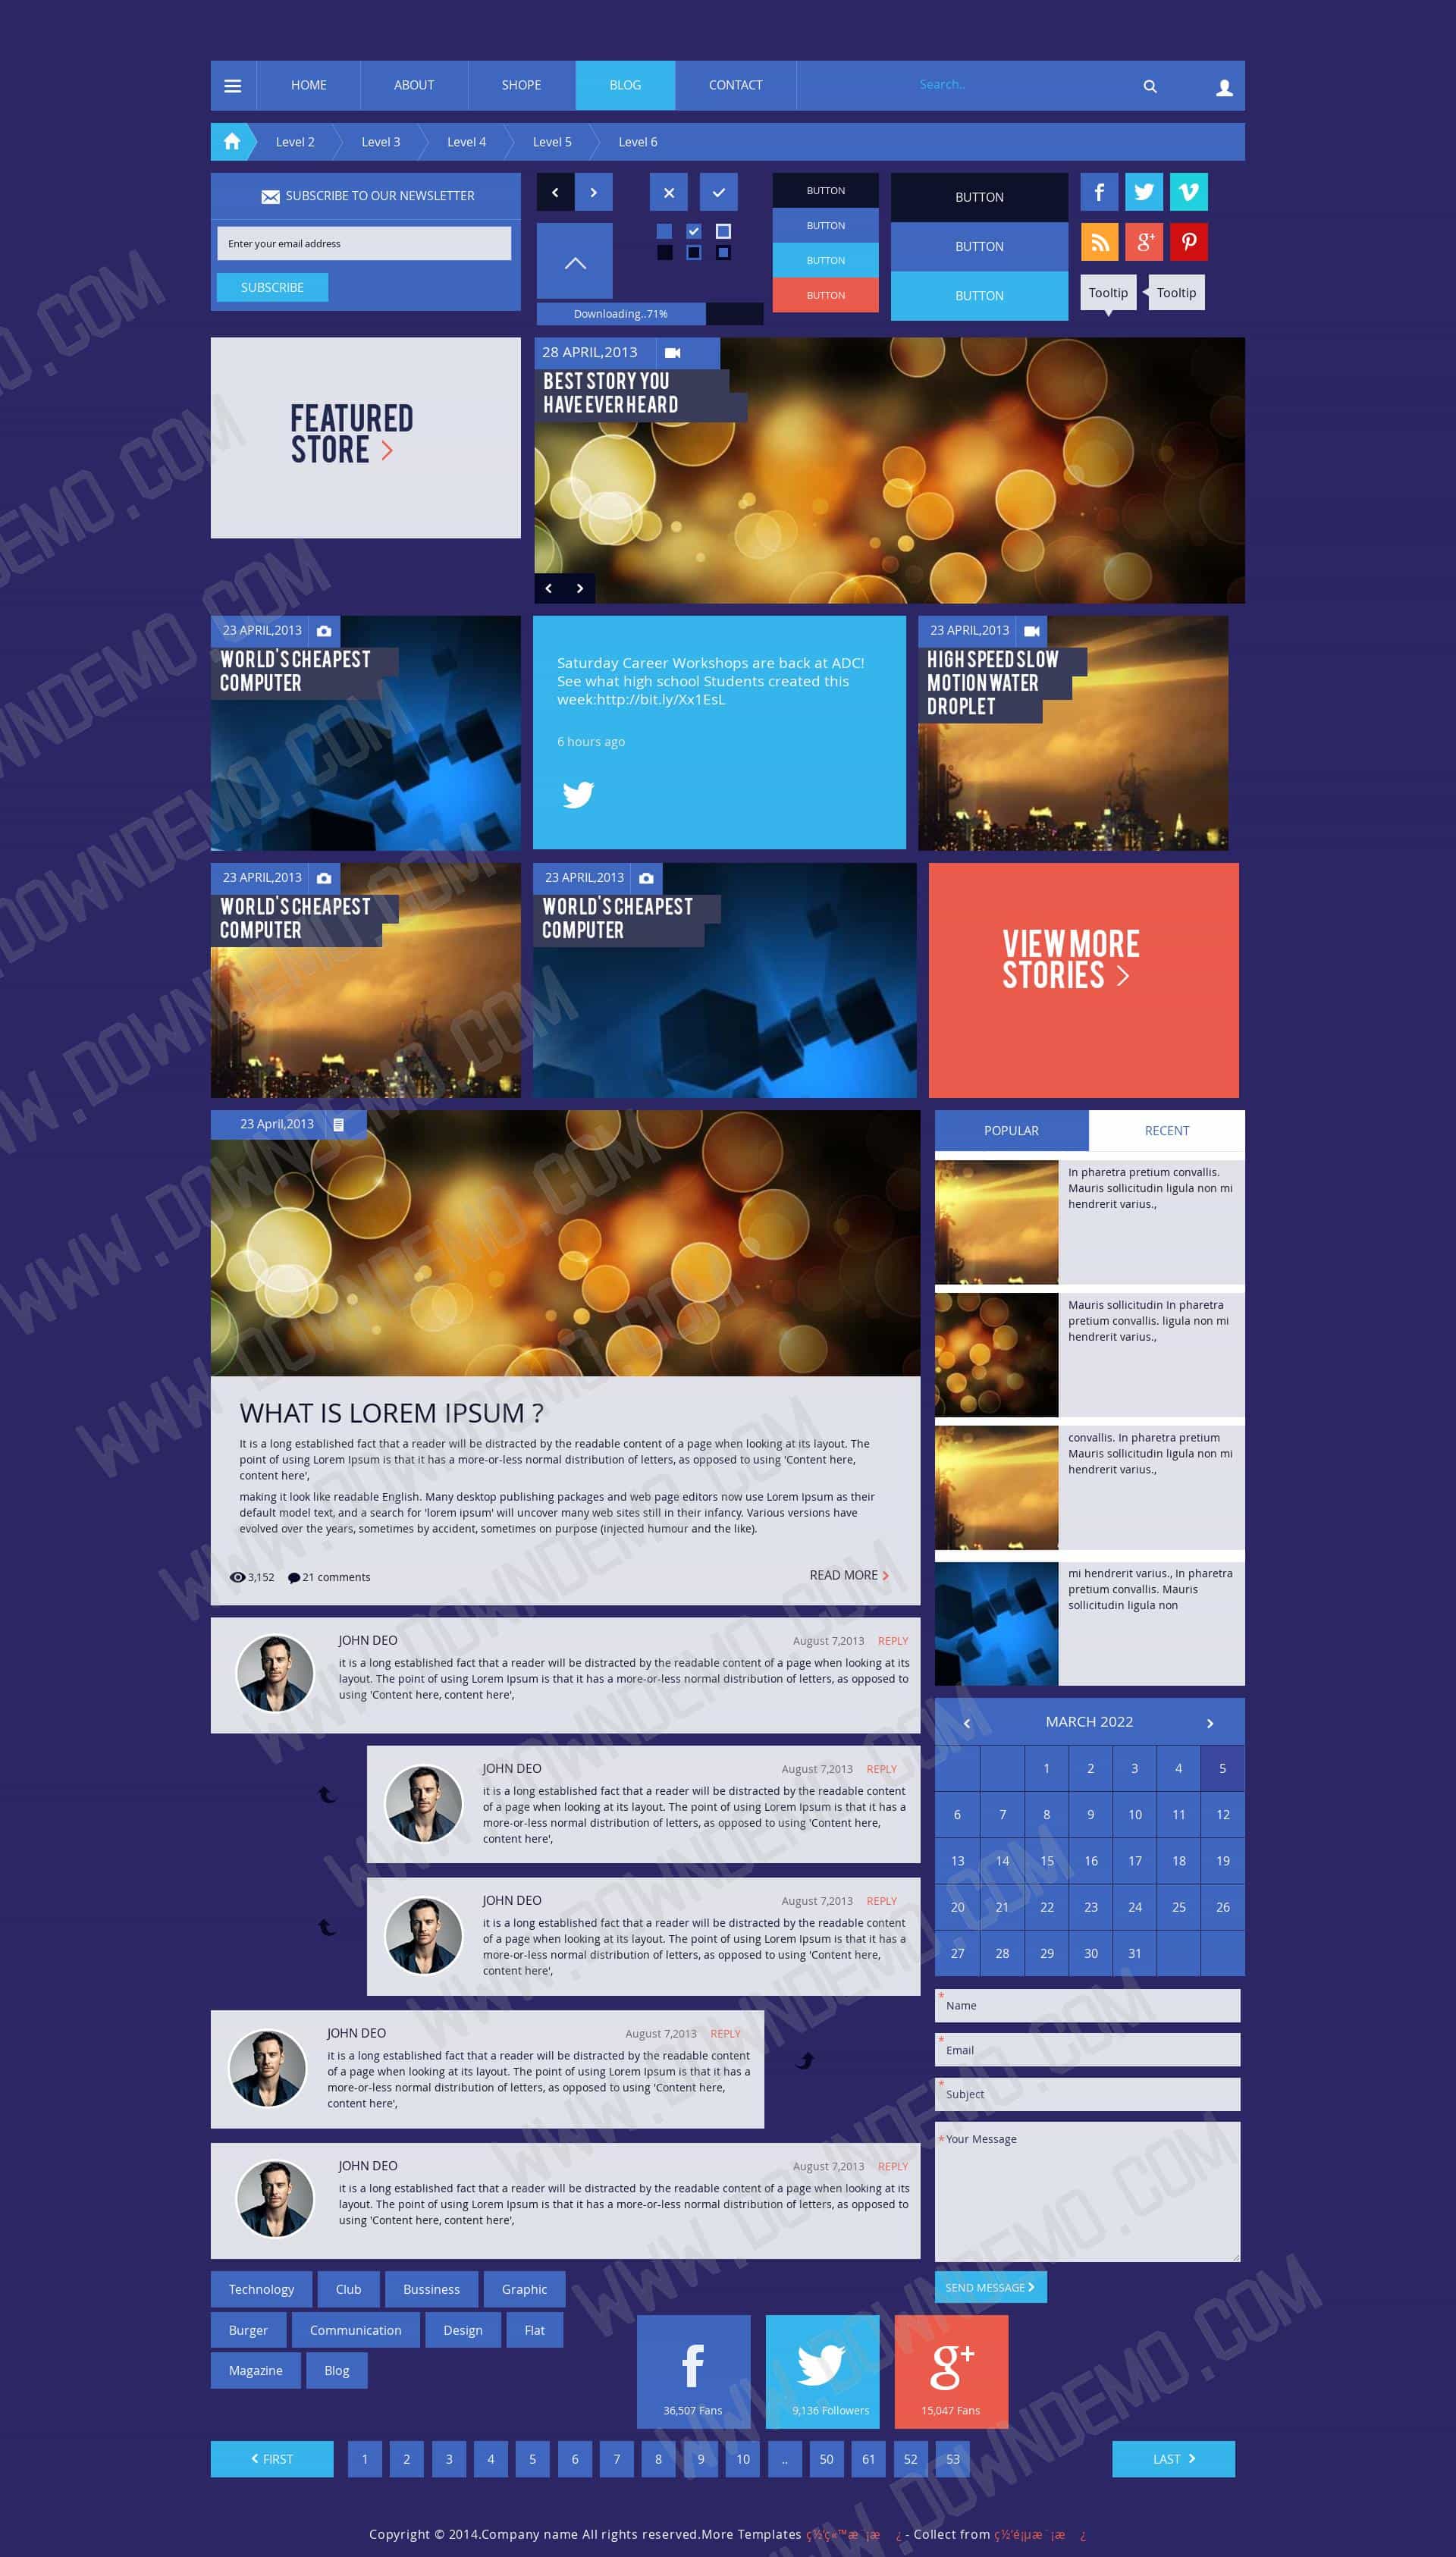 HOME ABOUT SHOPE BLOG CONTACT Search..
Level 2 Level 3 Level 4 Level 5 Level 6
SUBSCRIBE TO OUR NEWSLETTER
Enter your email address
SUBSCRIBE
Downloading..71%
BUTTON
BUTTON
BUTTON
BUTTON
BUTTON
BUTTON
BUTTON
Tooltip Tooltip
FEATURED
STORE
28 APRIL,2013
BEST STORY YOU
HAVE EVER HEARD
23 APRIL,2013
WORLD'S CHEAPEST
COMPUTER
Saturday Career Workshops are back at ADC!
See what high school Students created this
week:http://bit.ly/Xx1EsL
6 hours ago
23 APRIL,2013
HIGH SPEED SLOW
MOTION WATER
DROPLET
23 APRIL,2013
WORLD'S CHEAPEST
COMPUTER
23 APRIL,2013
WORLD'S CHEAPEST
COMPUTER
VIEW MORE
STORIES
23 April,2013
WHAT IS LOREM IPSUM ?
It is a long established fact that a reader will be distracted by the readable content of a page when looking at its layout. The
point of using Lorem Ipsum is that it has a more-or-less normal distribution of letters, as opposed to using 'Content here,
content here',
making it look like readable English. Many desktop publishing packages and web page editors now use Lorem Ipsum as their
default model text, and a search for 'lorem ipsum' will uncover many web sites still in their infancy. Various versions have
evolved over the years, sometimes by accident, sometimes on purpose (injected humour and the like).
3,152 21 comments READ MORE
JOHN DEO August 7,2013 REPLY
it is a long established fact that a reader will be distracted by the readable content of a page when looking at its
layout. The point of using Lorem Ipsum is that it has a more-or-less normal distribution of letters, as opposed to
using 'Content here, content here',
JOHN DEO August 7,2013 REPLY
it is a long established fact that a reader will be distracted by the readable content
of a page when looking at its layout. The point of using Lorem Ipsum is that it has a
more-or-less normal distribution of letters, as opposed to using 'Content here,
content here',
JOHN DEO August 7,2013 REPLY
it is a long established fact that a reader will be distracted by the readable content
of a page when looking at its layout. The point of using Lorem Ipsum is that it has a
more-or-less normal distribution of letters, as opposed to using 'Content here,
content here',
JOHN DEO August 7,2013 REPLY
it is a long established fact that a reader will be distracted by the readable content
of a page when looking at its layout. The point of using Lorem Ipsum is that it has a
more-or-less normal distribution of letters, as opposed to using 'Content here,
content here',
JOHN DEO August 7,2013 REPLY
it is a long established fact that a reader will be distracted by the readable content of a page when looking at its
layout. The point of using Lorem Ipsum is that it has a more-or-less normal distribution of letters, as opposed to
using 'Content here, content here',
POPULAR RECENT
In pharetra pretium convallis.
Mauris sollicitudin ligula non mi
hendrerit varius.,
Mauris sollicitudin In pharetra
pretium convallis. ligula non mi
hendrerit varius.,
convallis. In pharetra pretium
Mauris sollicitudin ligula non mi
hendrerit varius.,
mi hendrerit varius., In pharetra
pretium convallis. Mauris
sollicitudin ligula non
MARCH 2022
1 2 3 4 5
6 7 8 9 10 11 12
13 14 15 16 17 18 19
20 21 22 23 24 25 26
27 28 29 30 31
* Name
* Email
* Subject
* Your Message
SEND MESSAGE
Technology Club Bussiness Graphic
Burger Communication Design Flat
Magazine Blog
36,507 Fans 9,136 Followers 15,047 Fans
FIRST 1 2 3 4 5 6 7 8 9 10 .. 50 61 52 53 LAST
Copyright © 2014.Company name All rights reserved.More Templates - Collect from
WWW.DOWNDEMO.COM